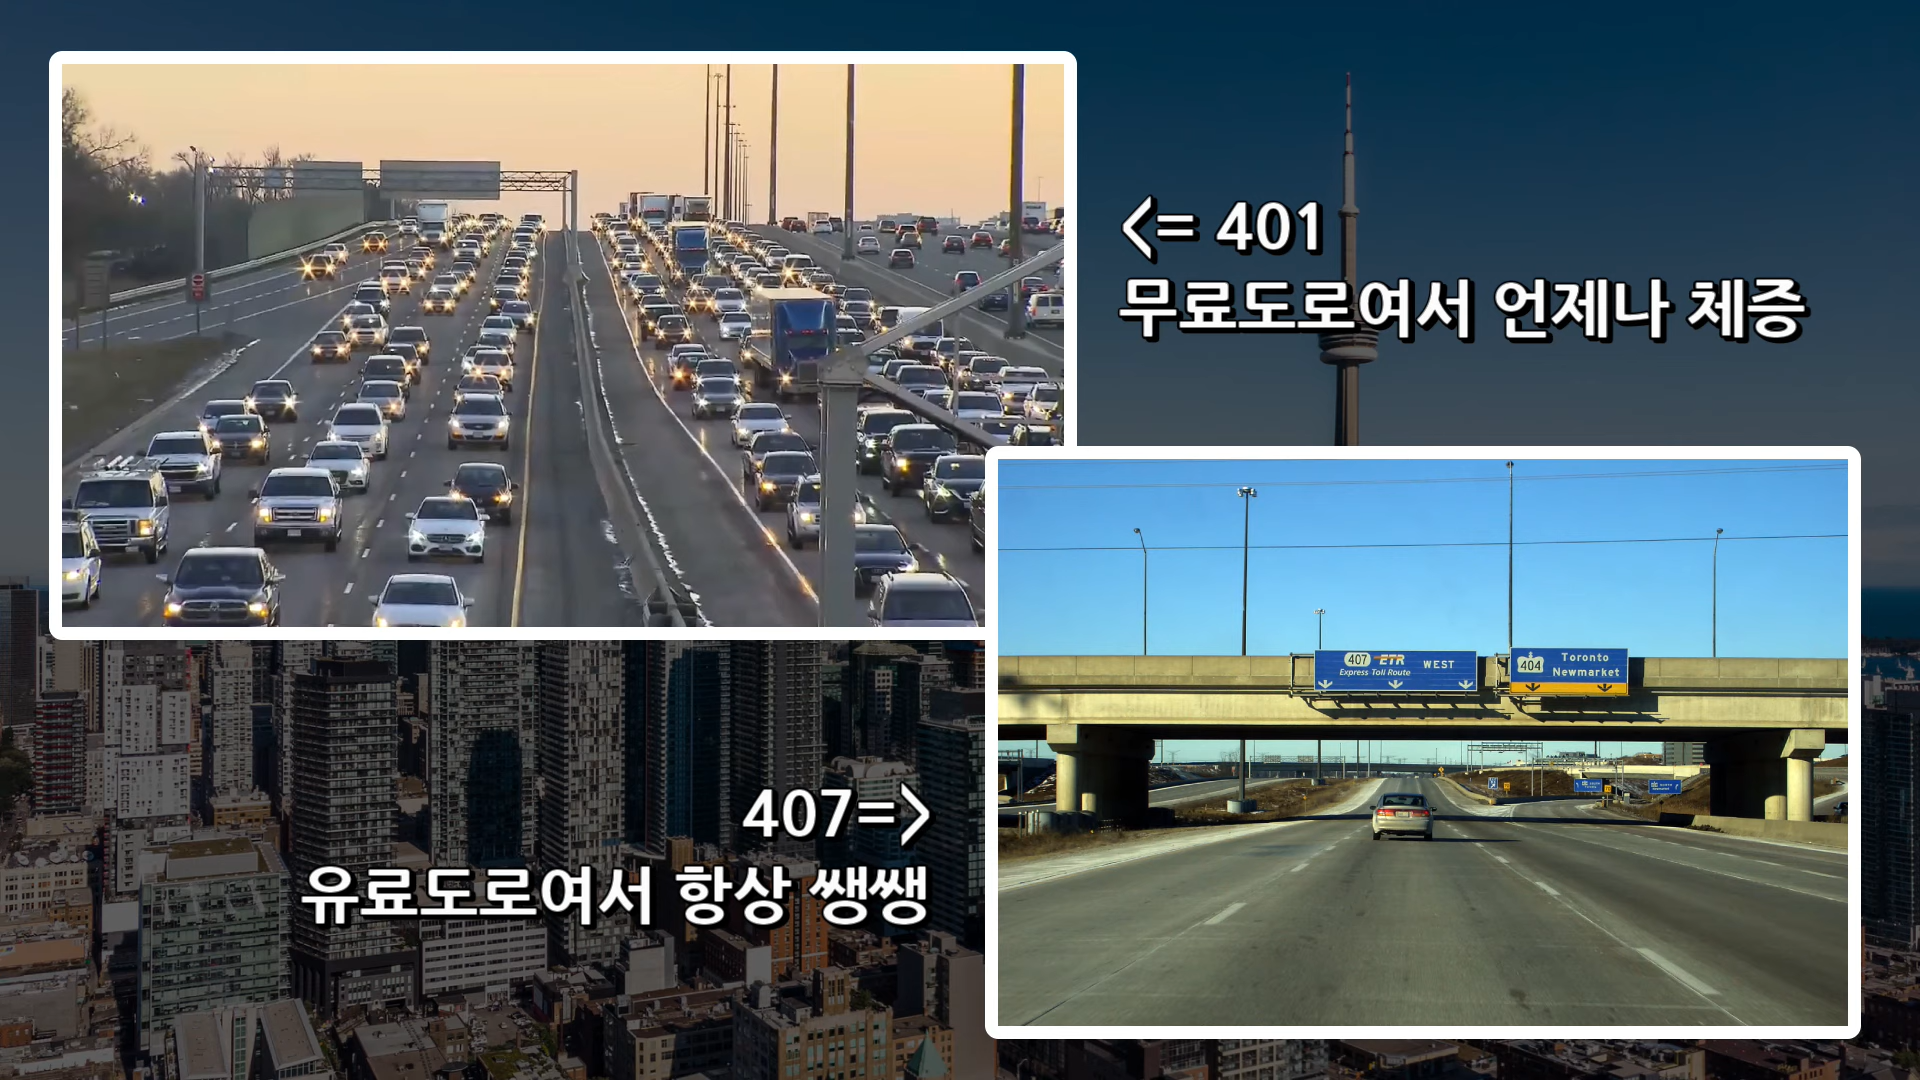 <= 401
무료도로여서 언제나 체증
407 ETR WEST
Express Toll Route
404 Toronto
Newmarket
407=>
유료도로여서 항상 쌩쌩